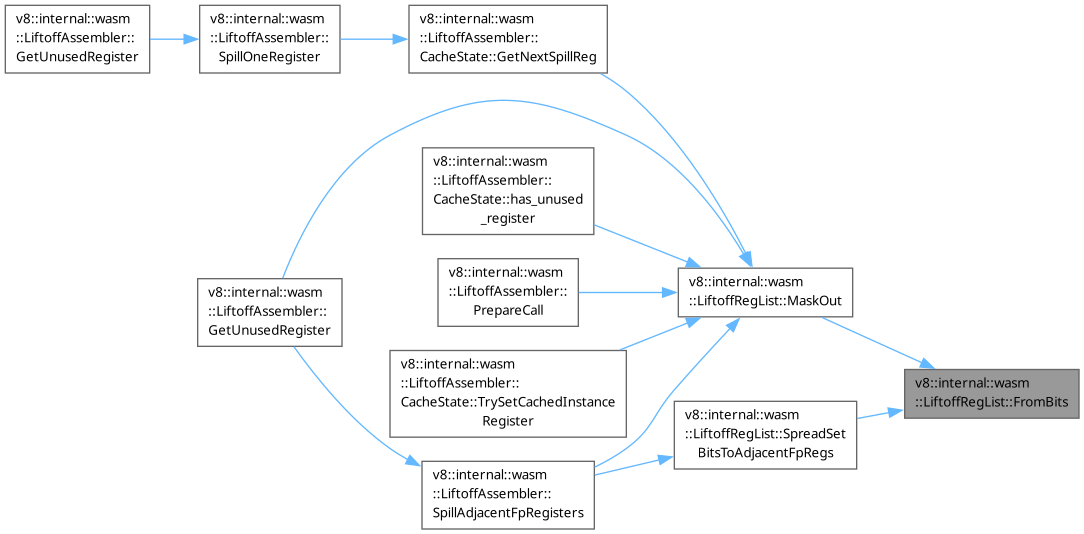 v8::internal::wasm
::LiftoffAssembler::
GetUnusedRegister
v8::internal::wasm
::LiftoffAssembler::
SpillOneRegister
v8::internal::wasm
::LiftoffAssembler::
CacheState::GetNextSpillReg
v8::internal::wasm
::LiftoffAssembler::
CacheState::has_unused
_register
v8::internal::wasm
::LiftoffAssembler::
PrepareCall
v8::internal::wasm
::LiftoffRegList::MaskOut
v8::internal::wasm
::LiftoffAssembler::
GetUnusedRegister
v8::internal::wasm
::LiftoffAssembler::
CacheState::TrySetCachedInstance
Register
v8::internal::wasm
::LiftoffRegList::FromBits
v8::internal::wasm
::LiftoffRegList::SpreadSet
BitsToAdjacentFpRegs
v8::internal::wasm
::LiftoffAssembler::
SpillAdjacentFpRegisters